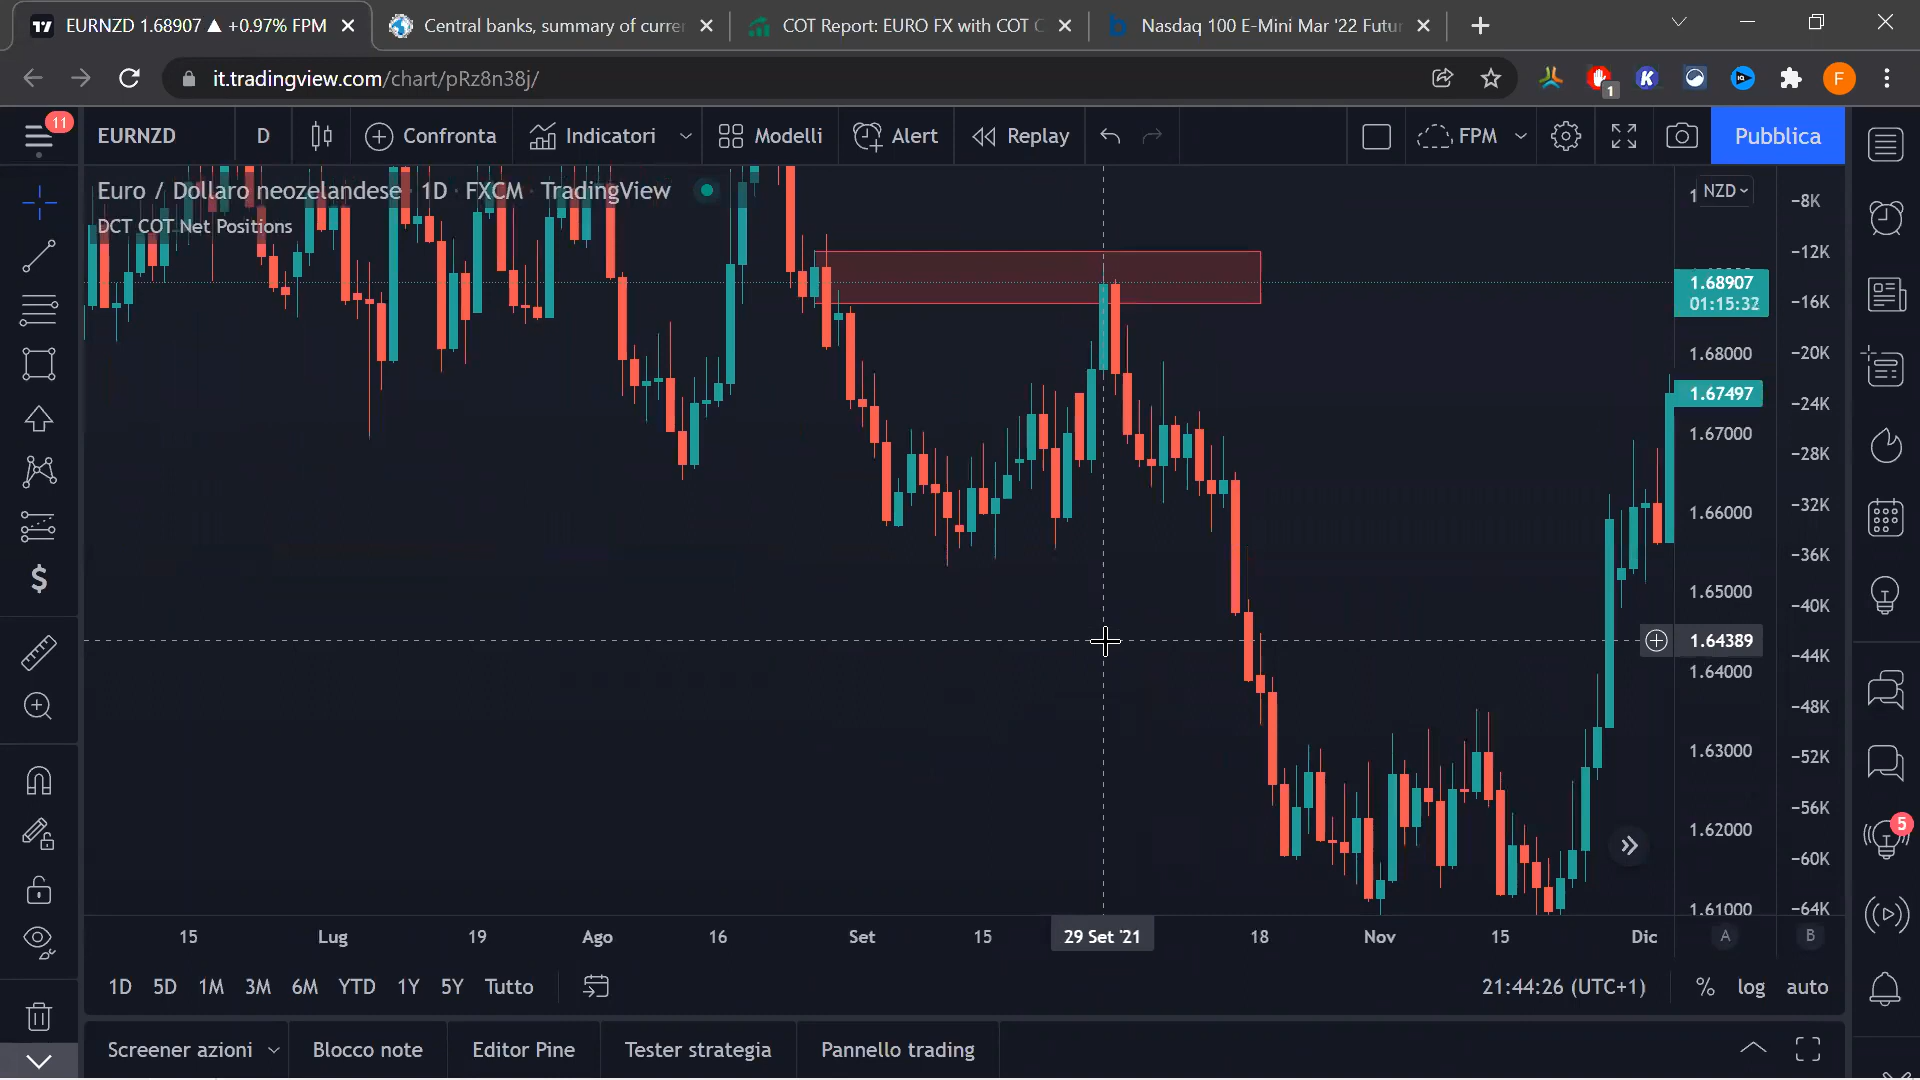 EURNZD 1.68907 ▲ +0.97% FPM
Central banks, summary of curren
COT Report: EURO FX with COT C
Nasdaq 100 E-Mini Mar '22 Futur
it.tradingview.com/chart/pRz8n38j/
1
F
11
EURNZD D Confronta Indicatori Modelli Alert Replay FPM Pubblica
Euro / Dollaro neozelandese · 1D · FXCM · TradingView
DCT COT Net Positions
NZD
1.68907
01:15:32
1.68000
1.67497
1.67000
1.66000
1.65000
1.64389
1.64000
1.63000
1.62000
1.61000
-8K
-12K
-16K
-20K
-24K
-28K
-32K
-36K
-40K
-44K
-48K
-52K
-56K
-60K
-64K
5
15 Lug 19 Ago 16 Set 15 29 Set '21 18 Nov 15 Dic A B
1D 5D 1M 3M 6M YTD 1Y 5Y Tutto 21:44:26 (UTC+1) % log auto
Screener azioni Blocco note Editor Pine Tester strategia Pannello trading